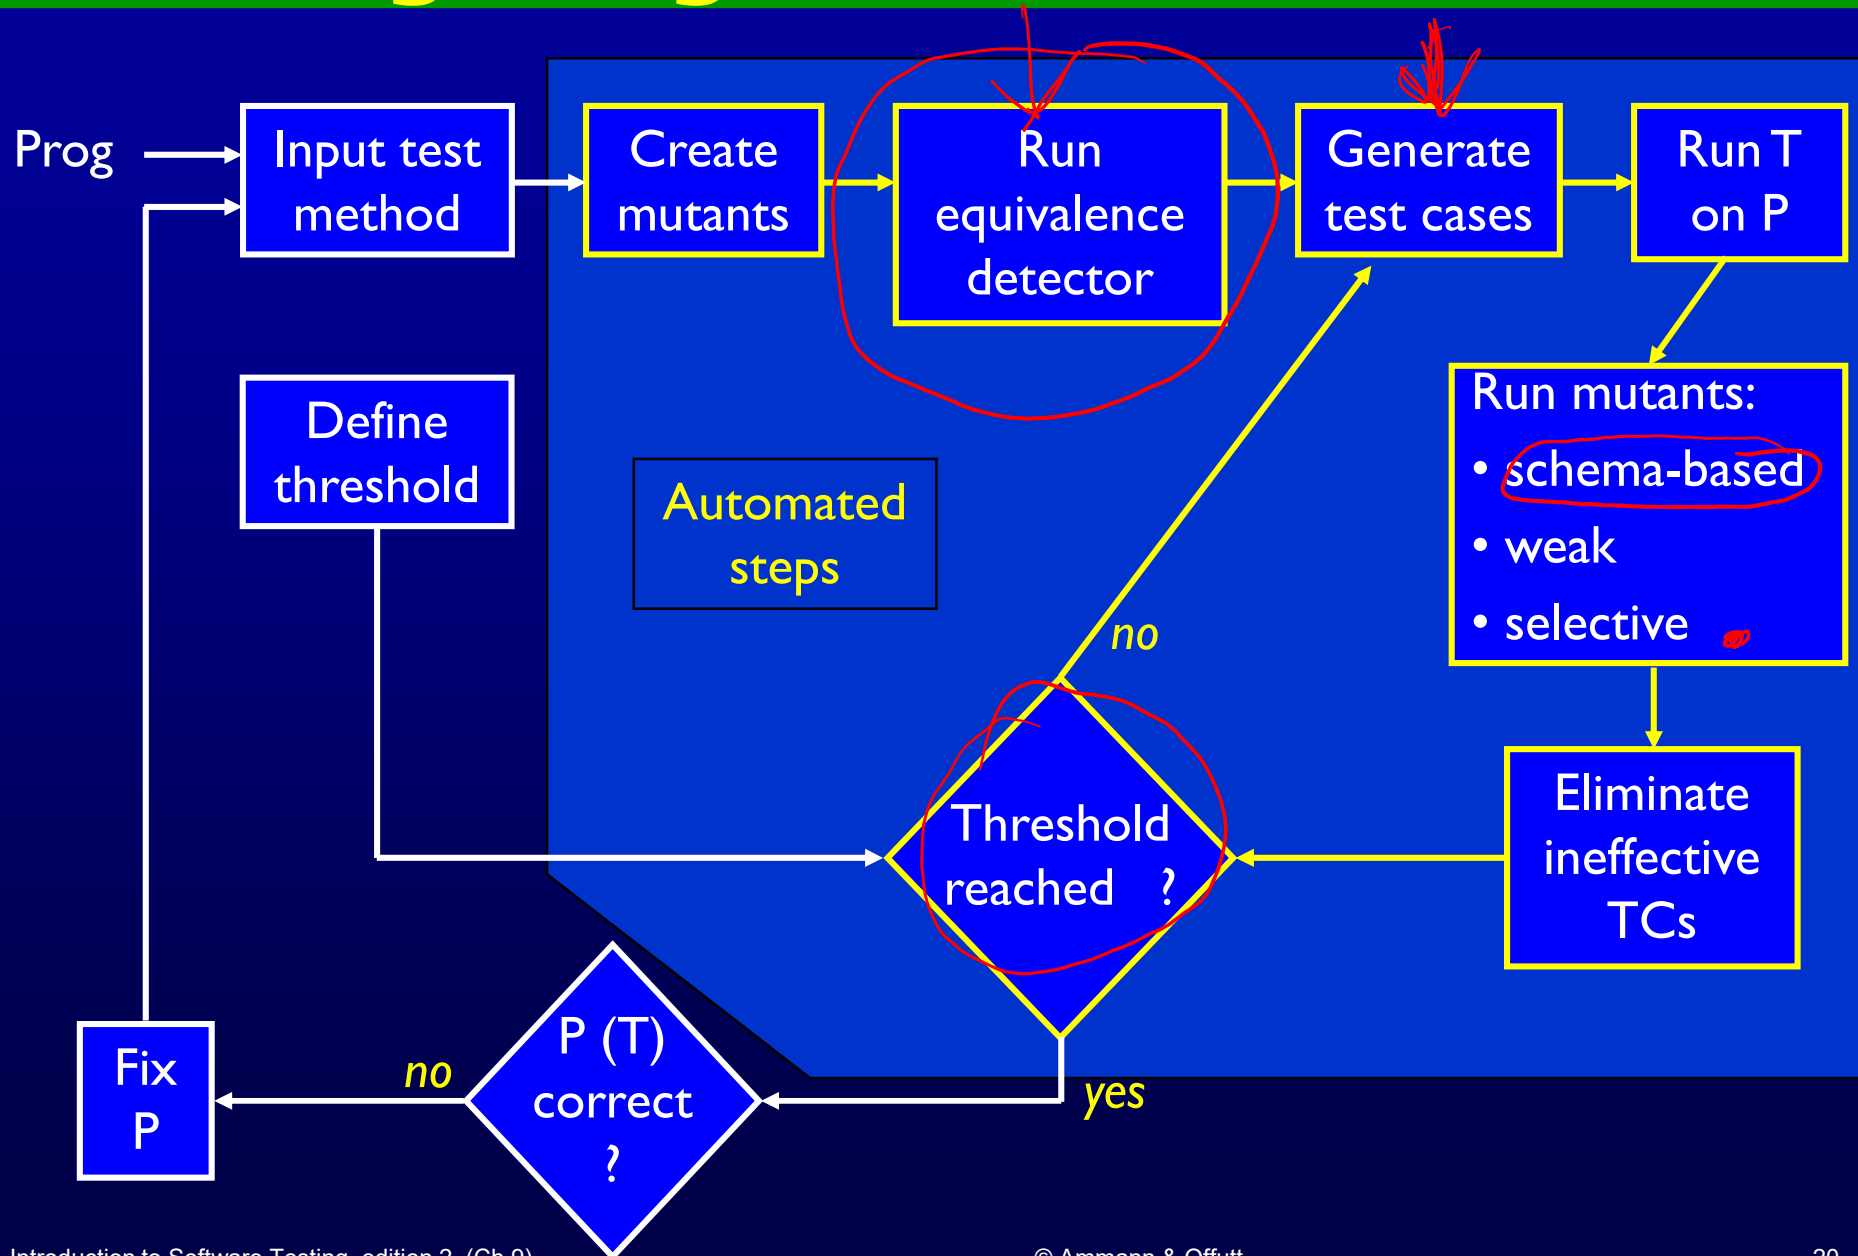 Prog
Input test
method
Create
mutants
Run
equivalence
detector
Generate
test cases
Run T
on P
Define
threshold
Automated
steps
Run mutants:
• schema-based
• weak
• selective
no
Threshold
reached ?
Eliminate
ineffective
TCs
yes
P (T)
correct
?
no
Fix
P
Introduction to Software Testing, edition 2 (Ch 9)
© Ammann & Offutt
20